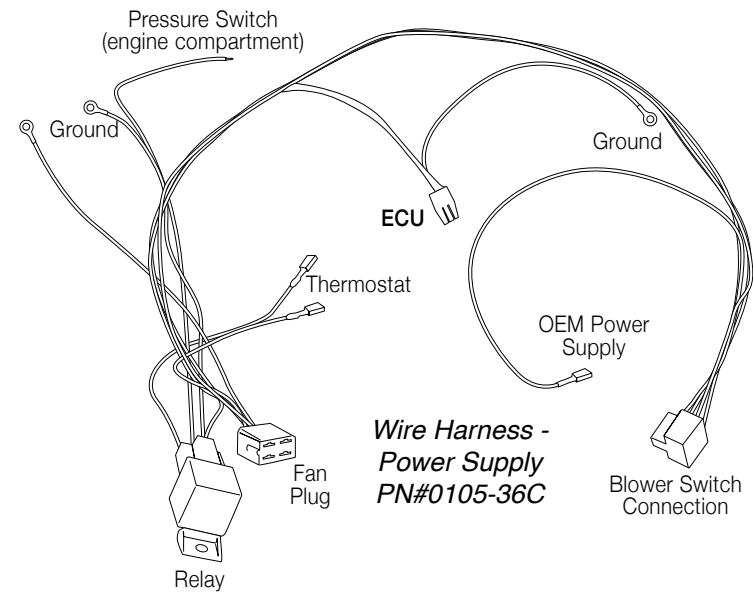 Pressure Switch
(engine compartment)
Ground
Ground
ECU
Thermostat
OEM Power
Supply
Wire Harness -
Power Supply
PN#0105-36C
Fan
Plug
Blower Switch
Connection
Relay